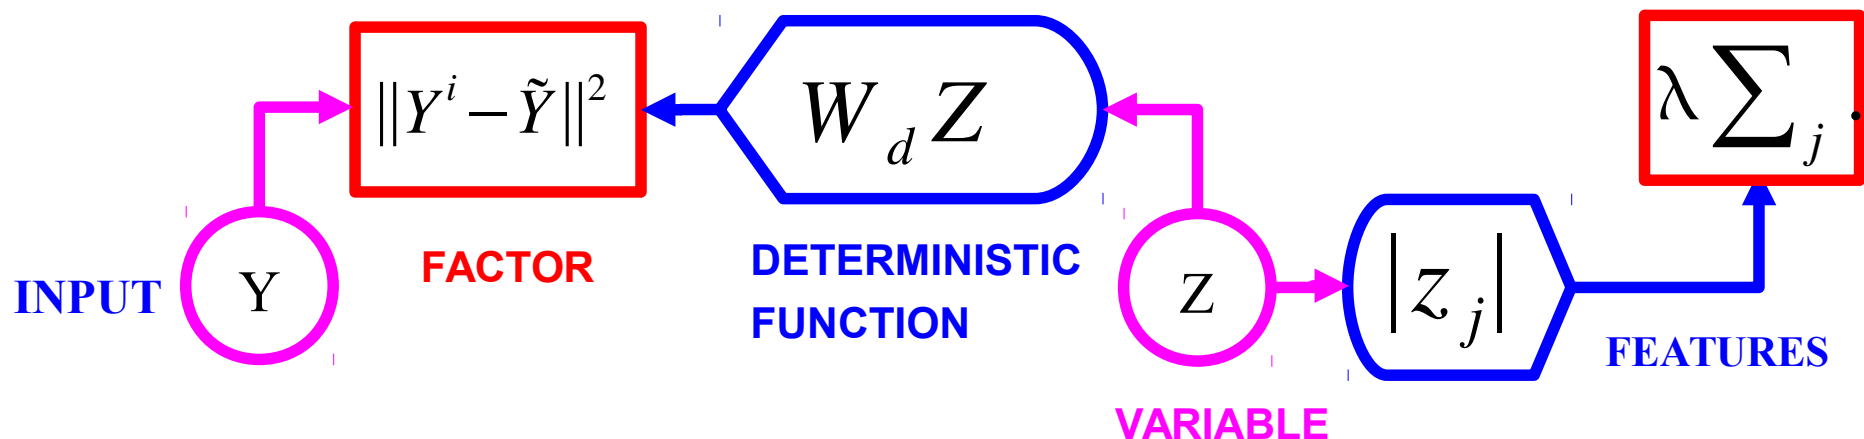 ‖Y^i − Ỹ‖^2
W_d Z
λ∑_j .
INPUT
Y
FACTOR
DETERMINISTIC
FUNCTION
Z
|z_j|
FEATURES
VARIABLE